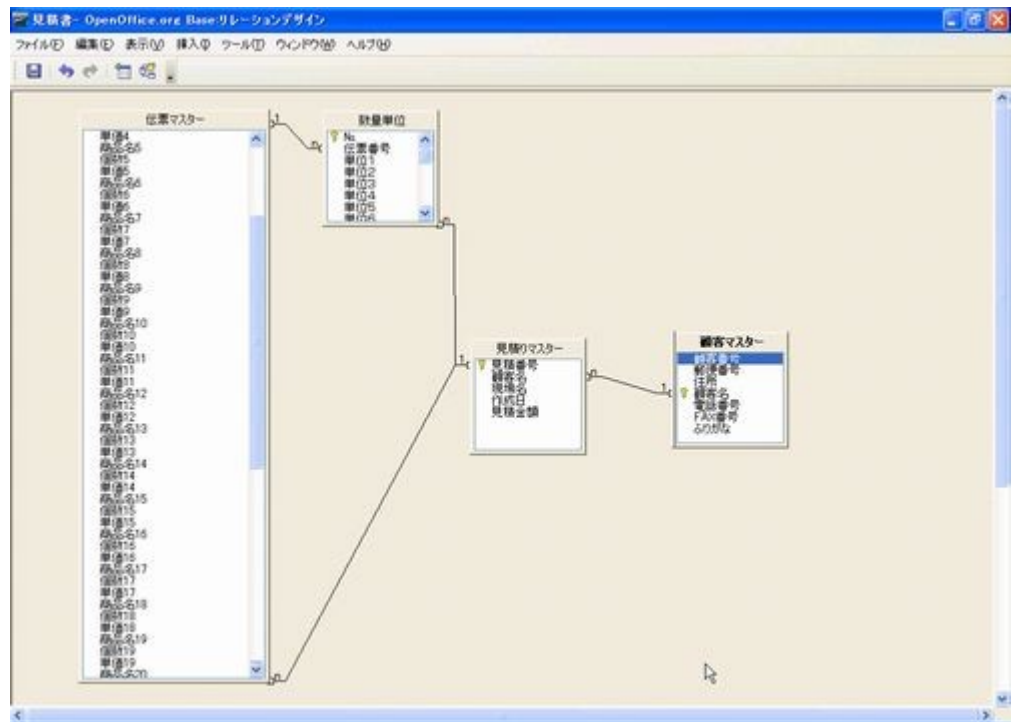 見積書- OpenOffice.org Base:リレーションデザイン
ファイル(F) 編集(E) 表示(V) 挿入(I) ツール(T) ウィンドウ(W) ヘルプ(H)
伝票マスター
単価4
商品名5
個数5
単価5
商品名6
個数6
単価6
商品名7
個数7
単価7
商品名8
個数8
単価8
商品名9
個数9
単価9
商品名10
個数10
単価10
商品名11
個数11
単価11
商品名12
個数12
単価12
商品名13
個数13
単価13
商品名14
個数14
単価14
商品名15
個数15
単価15
商品名16
個数16
単価16
商品名17
個数17
単価17
商品名18
個数18
単価18
商品名19
個数19
単価19
商品名20
1
n
数量単位
No
伝票番号
単位1
単位2
単位3
単位4
単位5
単位6
n
1
n
見積りマスター
見積番号
顧客名
現場名
作成日
見積金額
n
1
顧客マスター
顧客番号
郵便番号
住所
顧客名
電話番号
FAX番号
ふりがな